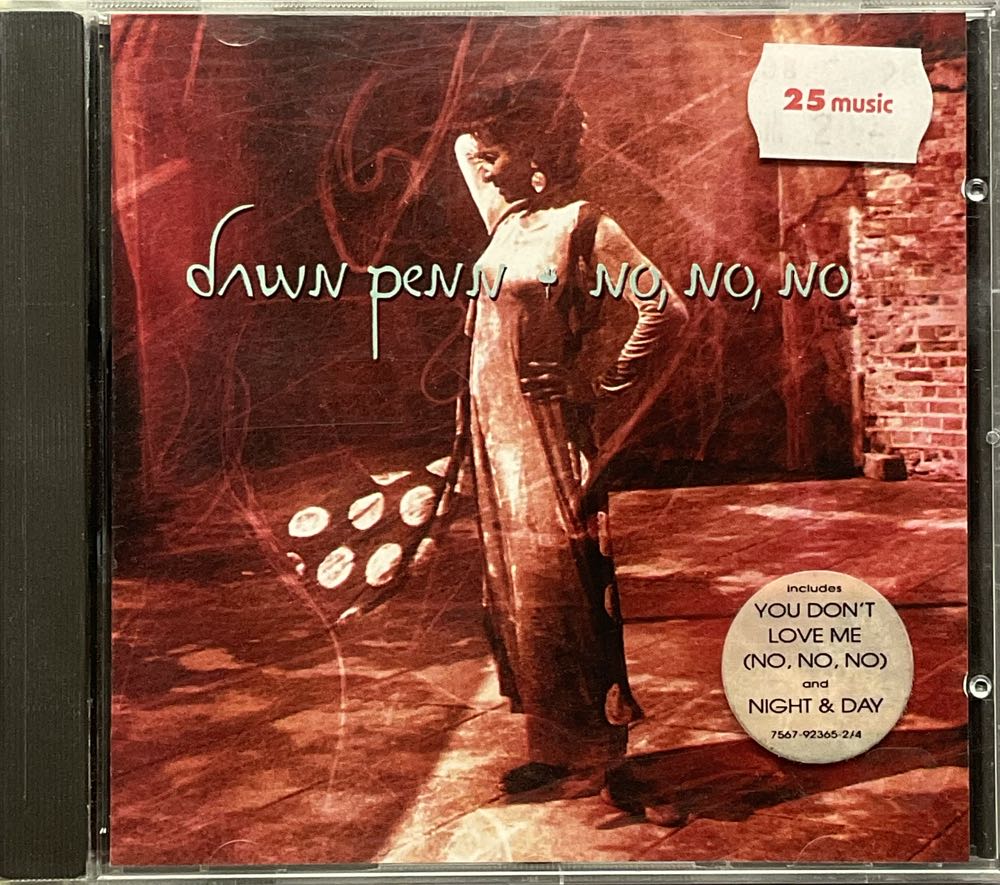 25 music
dawn penn + no, no, no
includes
YOU DON'T
LOVE ME
(NO, NO, NO)
and
NIGHT & DAY
7567-92365-2/4